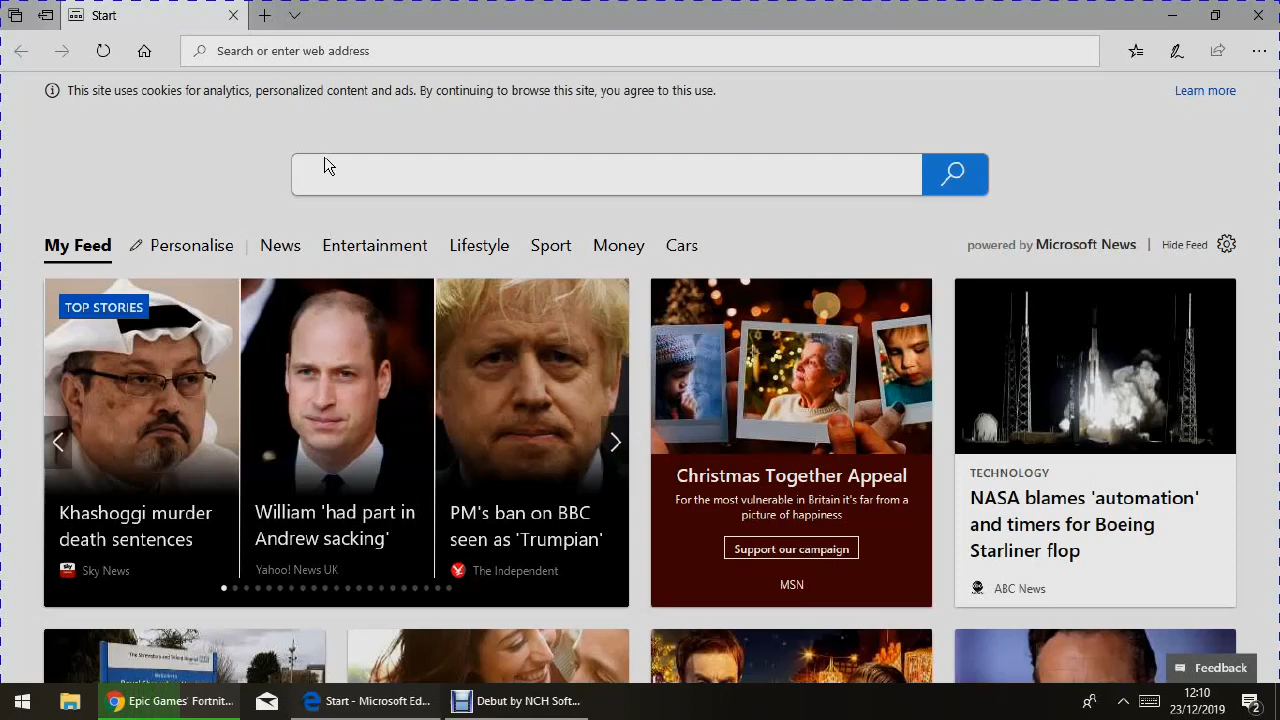 Start
Search or enter web address
This site uses cookies for analytics, personalized content and ads. By continuing to browse this site, you agree to this use.
Learn more
My Feed
Personalise
News
Entertainment
Lifestyle
Sport
Money
Cars
powered by Microsoft News
Hide Feed
TOP STORIES
Khashoggi murder
death sentences
Sky News
William 'had part in
Andrew sacking'
Yahoo! News UK
PM's ban on BBC
seen as 'Trumpian'
The Independent
Christmas Together Appeal
For the most vulnerable in Britain it's far from a
picture of happiness
Support our campaign
MSN
TECHNOLOGY
NASA blames 'automation'
and timers for Boeing
Starliner flop
ABC News
Feedback
Epic Games' Fortnit...
Start - Microsoft Ed...
Debut by NCH Soft...
12:10
23/12/2019
2